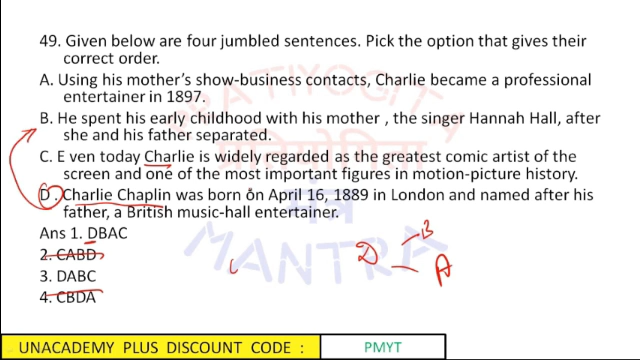 49. Given below are four jumbled sentences. Pick the option that gives their
correct order.
A. Using his mother's show-business contacts, Charlie became a professional
entertainer in 1897.
B. He spent his early childhood with his mother , the singer Hannah Hall, after
she and his father separated.
C. E ven today Charlie is widely regarded as the greatest comic artist of the
screen and one of the most important figures in motion-picture history.
D . Charlie Chaplin was born on April 16, 1889 in London and named after his
father, a British music-hall entertainer.
Ans 1. DBAC
2. CABD
3. DABC
4. CBDA
D B
A
MANTRA
UNACADEMY PLUS DISCOUNT CODE : PMYT